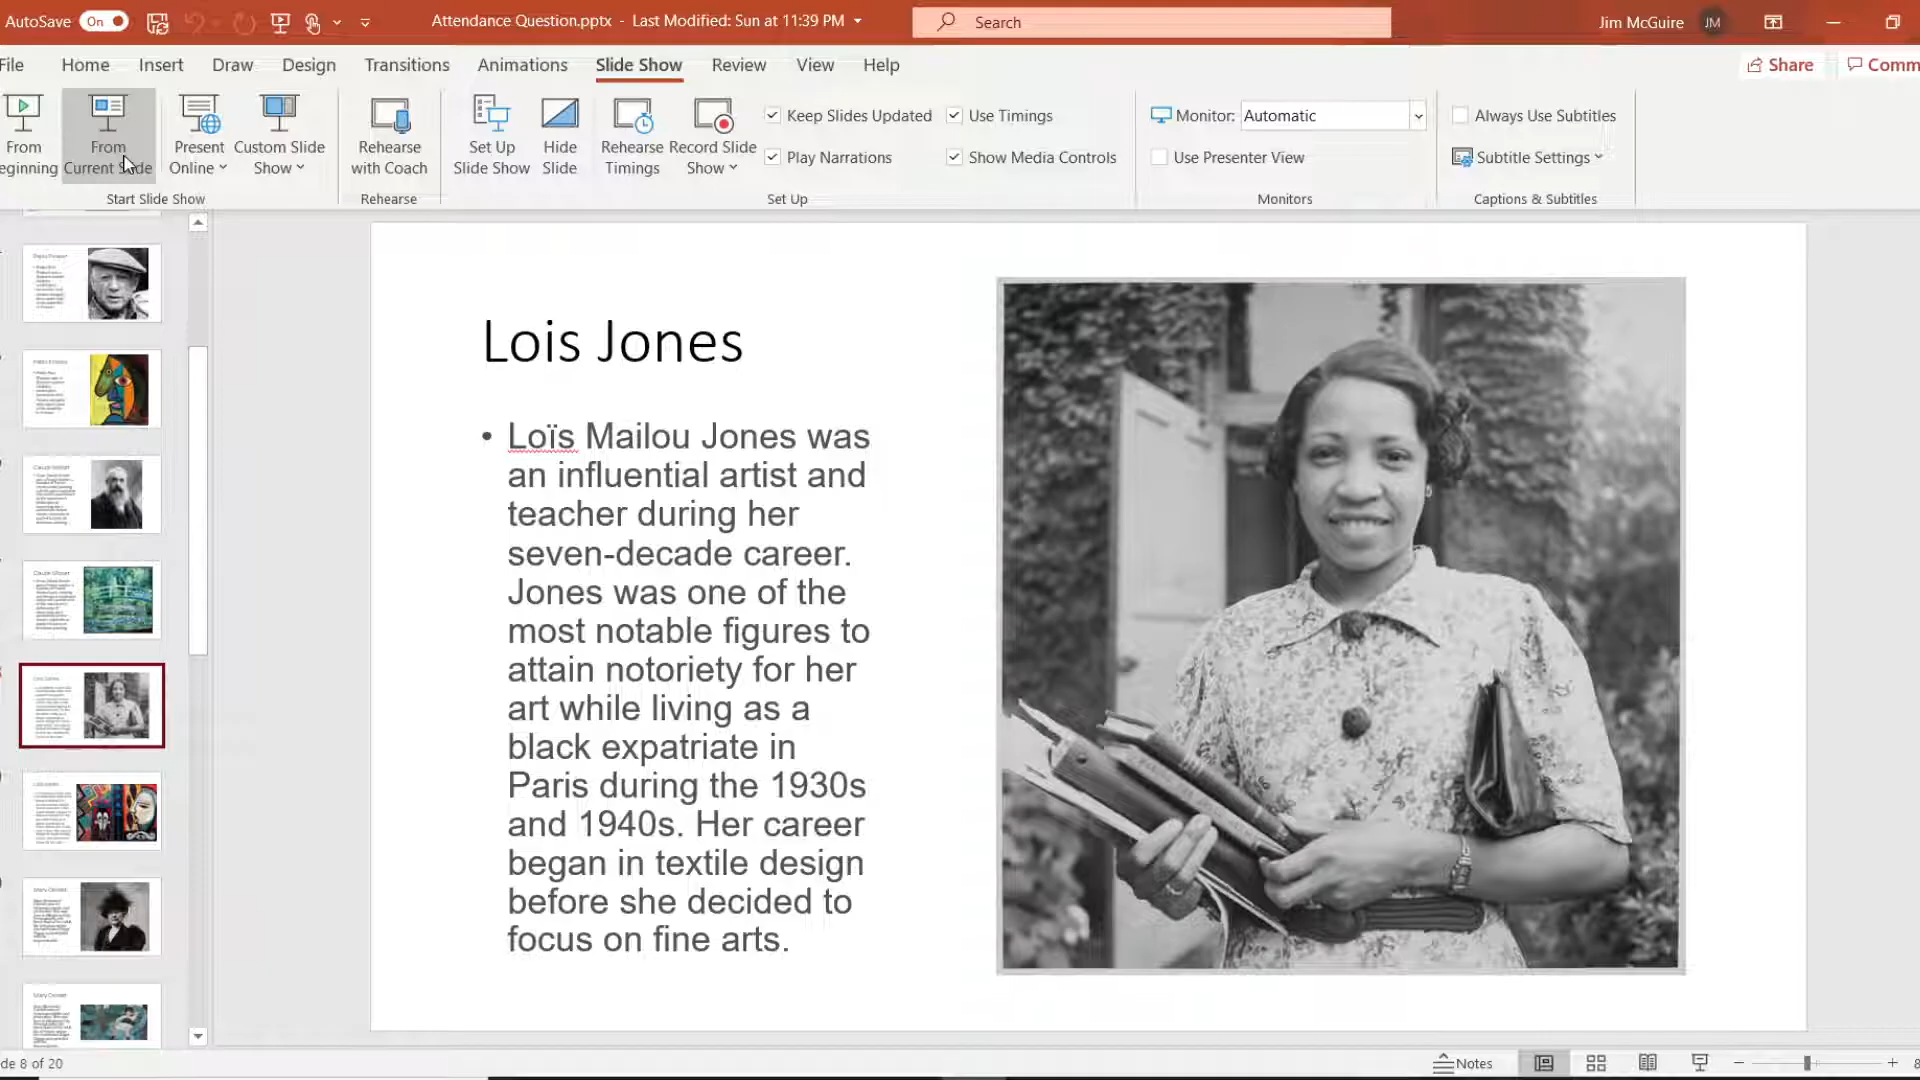 AutoSave On Attendance Question.pptx - Last Modified: Sun at 11:39 PM Search Jim McGuire JM
File Home Insert Draw Design Transitions Animations Slide Show Review View Help Share Comm
From
eginning
From
Current Slide
Present
Online
Custom Slide
Show
Start Slide Show
Rehearse
with Coach
Rehearse
Set Up
Slide Show
Hide
Slide
Rehearse
Timings
Record Slide
Show
Keep Slides Updated
Play Narrations
Use Timings
Show Media Controls
Set Up
Monitor: Automatic
Use Presenter View
Monitors
Always Use Subtitles
Subtitle Settings
Captions & Subtitles
Lois Jones
• Loïs Mailou Jones was
an influential artist and
teacher during her
seven-decade career.
Jones was one of the
most notable figures to
attain notoriety for her
art while living as a
black expatriate in
Paris during the 1930s
and 1940s. Her career
began in textile design
before she decided to
focus on fine arts.
de 8 of 20
Notes
8